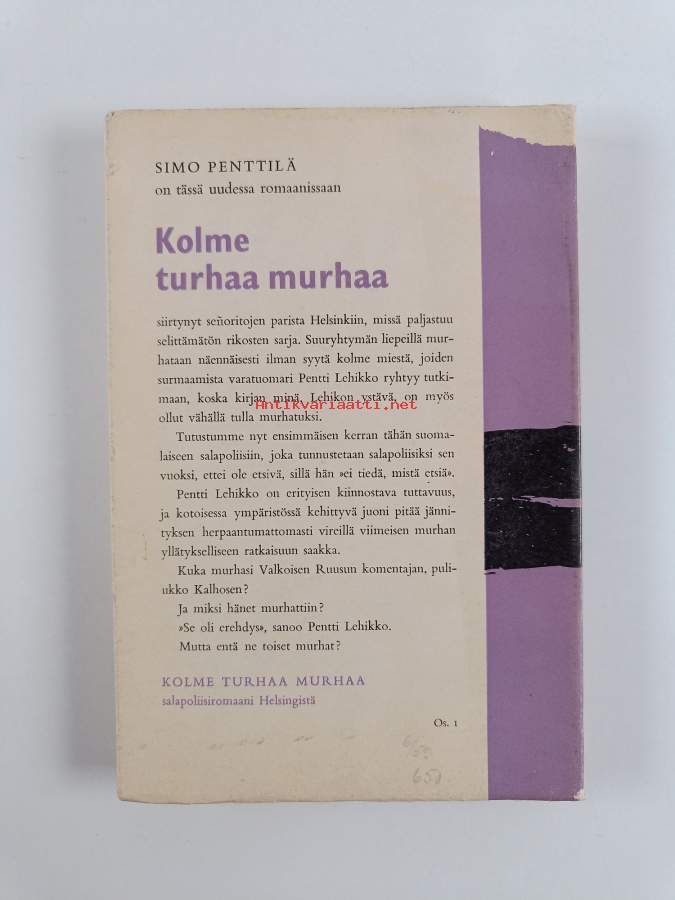 SIMO PENTTILÄ
on tässä uudessa romaanissaan
Kolme
turhaa murhaa
siirtynyt señoritojen parista Helsinkiin, missä paljastuu
selittämätön rikosten sarja. Suuryhtymän liepeillä mur-
hataan näennäisesti ilman syytä kolme miestä, joiden
surmaamista varatuomari Pentti Lehikko ryhtyy tutki-
maan, koska kirjan minä, Lehikon ystävä, on myös
Antikvariaatti.net
ollut vähällä tulla murhatuksi.
Tutustumme nyt ensimmäisen kerran tähän suoma-
laiseen salapoliisiin, joka tunnustetaan salapoliisiksi sen
vuoksi, ettei ole etsivä, sillä hän »ei tiedä, mistä etsiä».
Pentti Lehikko on erityisen kiinnostava tuttavuus,
ja kotoisessa ympäristössä kehittyvä juoni pitää jänni-
tyksen herpaantumattomasti vireillä viimeisen murhan
yllätykselliseen ratkaisuun saakka.
Kuka murhasi Valkoisen Ruusun komentajan, puli-
ukko Kalhosen?
Ja miksi hänet murhattiin?
»Se oli erehdys», sanoo Pentti Lehikko.
Mutta entä ne toiset murhat?
KOLME TURHAA MURHAA
salapoliisiromaani Helsingistä
Os. 1
650